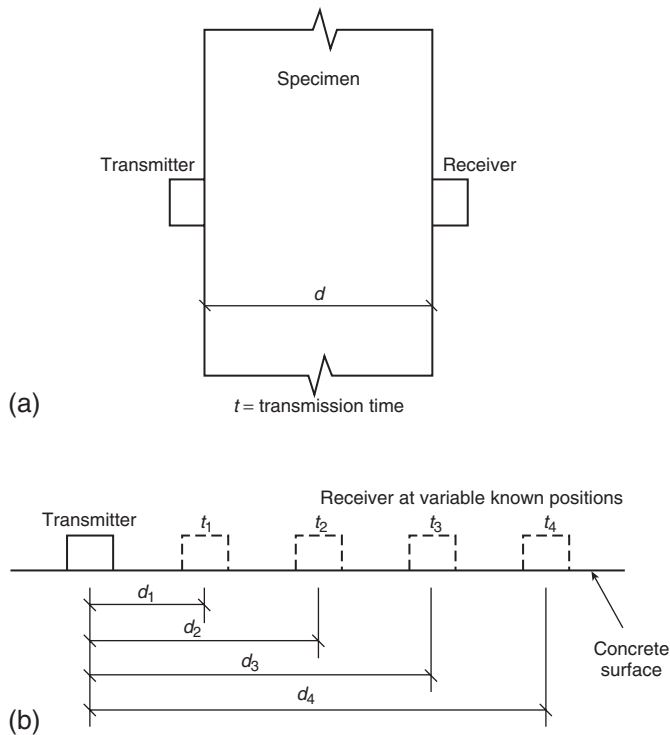 Specimen
Transmitter
Receiver
d
(a)
t = transmission time
Receiver at variable known positions
Transmitter
t1
t2
t3
t4
d1
d2
d3
d4
Concrete
surface
(b)